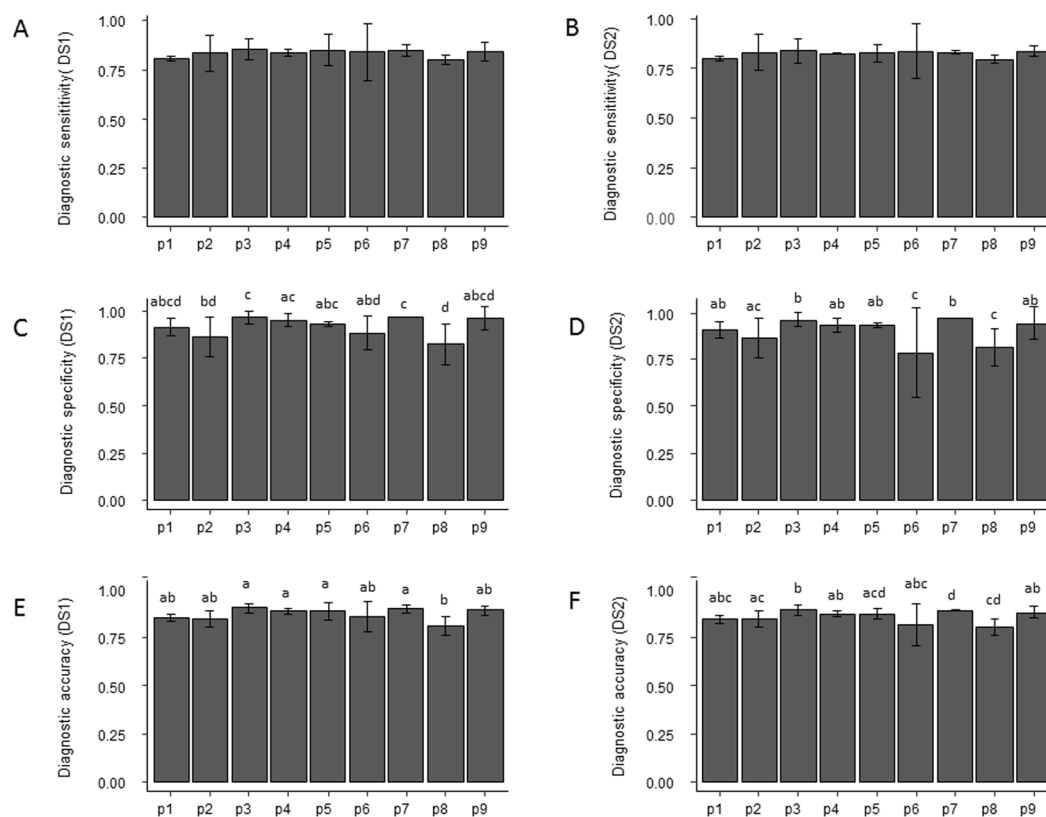 A
Diagnostic sensititivity( DS1)
1.00
0.75
0.50
0.25
0.00
p1 p2 p3 p4 p5 p6 p7 p8 p9
B
Diagnostic sensititivity( DS2)
1.00
0.75
0.50
0.25
0.00
p1 p2 p3 p4 p5 p6 p7 p8 p9
C
Diagnostic specificity (DS1)
abcd bd c ac abc abd c d abcd
1.00
0.75
0.50
0.25
0.00
p1 p2 p3 p4 p5 p6 p7 p8 p9
D
Diagnostic specificity (DS2)
ab ac b ab ab c b c ab
1.00
0.75
0.50
0.25
0.00
p1 p2 p3 p4 p5 p6 p7 p8 p9
E
Diagnostic accuracy (DS1)
ab ab a a a ab a b ab
1.00
0.75
0.50
0.25
0.00
p1 p2 p3 p4 p5 p6 p7 p8 p9
F
Diagnostic accuracy (DS2)
abc ac b ab acd abc d cd ab
1.00
0.75
0.50
0.25
0.00
p1 p2 p3 p4 p5 p6 p7 p8 p9